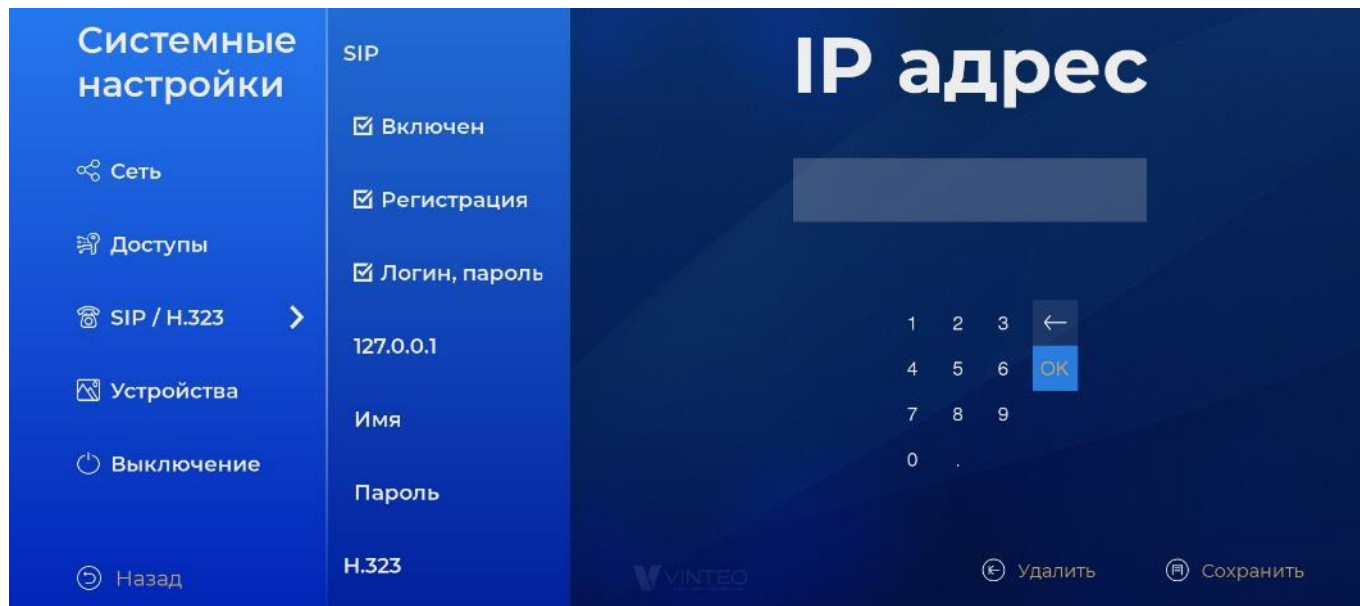 Системные
настройки
Сеть
Доступы
SIP / H.323
Устройства
Выключение
Назад
SIP
Включен
Регистрация
Логин, пароль
127.0.0.1
Имя
Пароль
H.323
IP адрес
1 2 3 ←
4 5 6 OK
7 8 9
0 .
VINTEO
Удалить
Сохранить